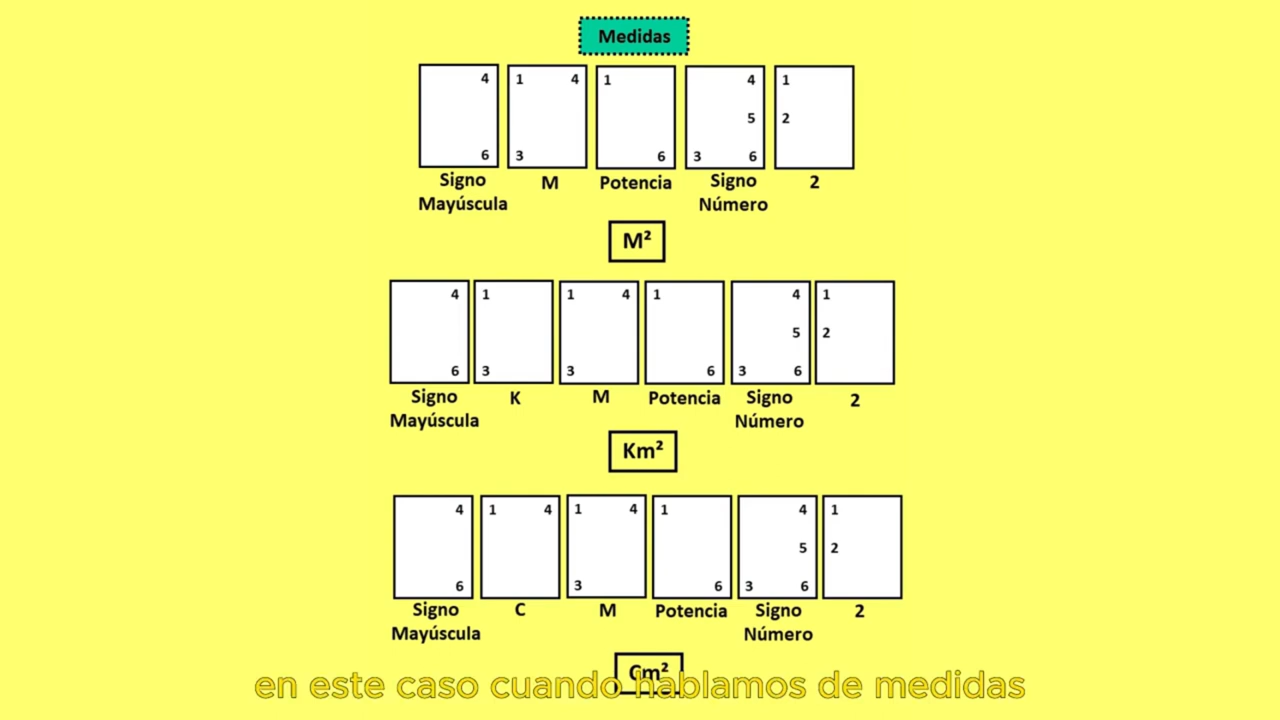 Medidas
4 1 4 1 4 1
5 2
6 3 6 3 6
Signo Mayúscula M Potencia Signo Número 2
M²
4 1 1 4 1 4 1
5 2
6 3 3 6 3 6
Signo Mayúscula K M Potencia Signo Número 2
Km²
4 1 4 1 4 1 4 1
5 2
6 3 6 3 6
Signo Mayúscula C M Potencia Signo Número 2
Cm²
en este caso cuando hablamos de medidas